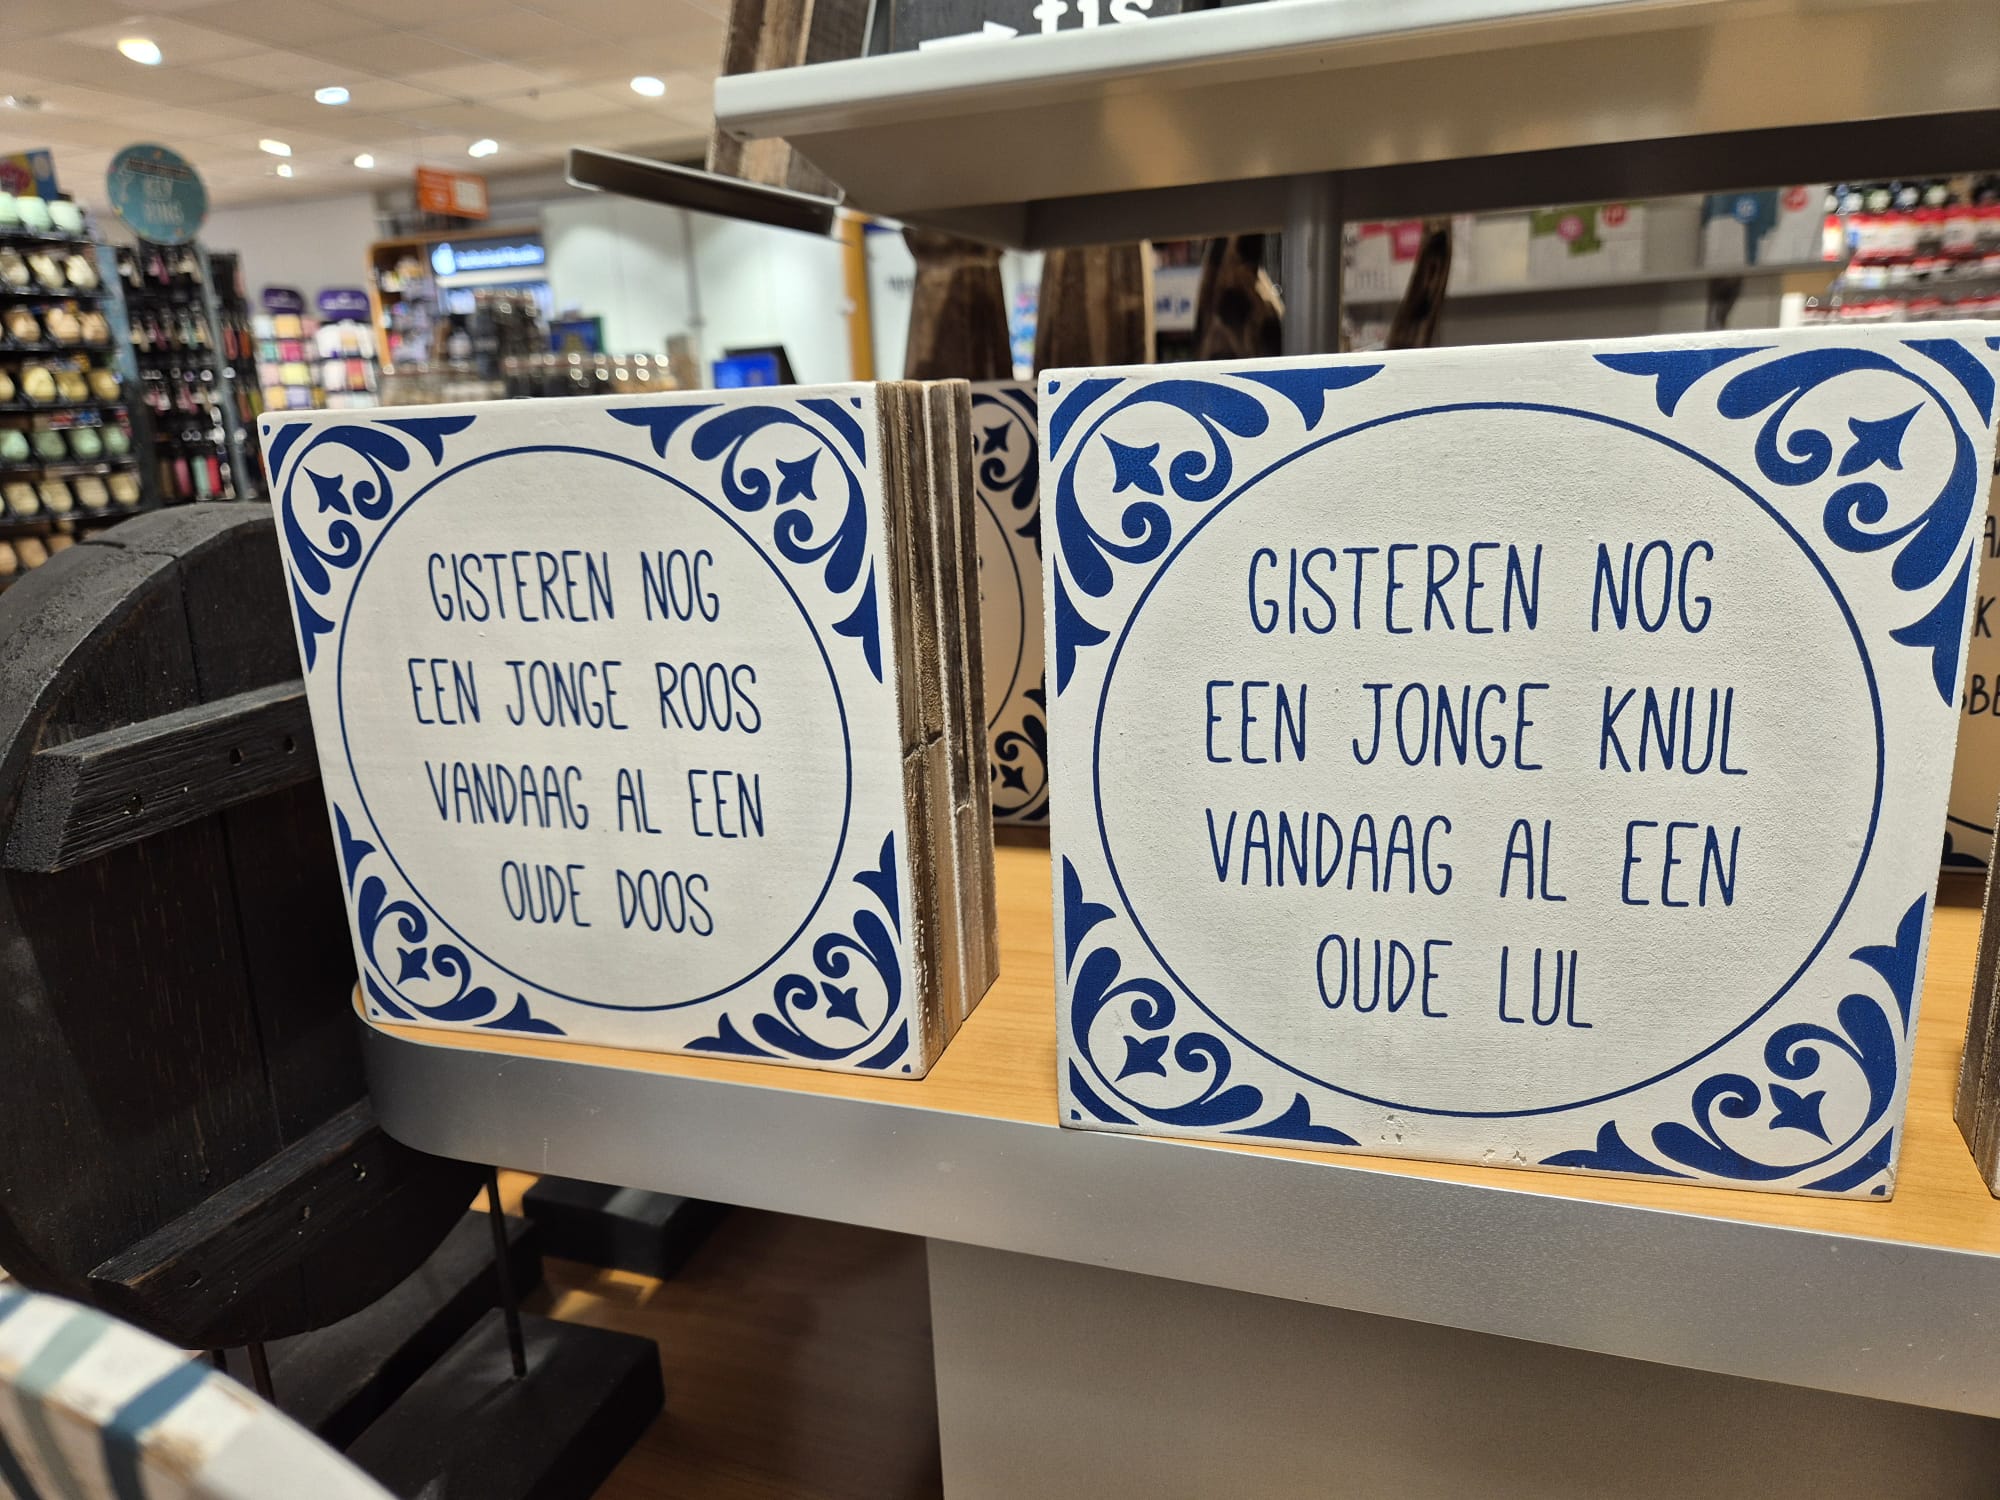 tis
GISTEREN NOG
EEN JONGE ROOS
VANDAAG AL EEN
OUDE DOOS
GISTEREN NOG
EEN JONGE KNUL
VANDAAG AL EEN
OUDE LUL